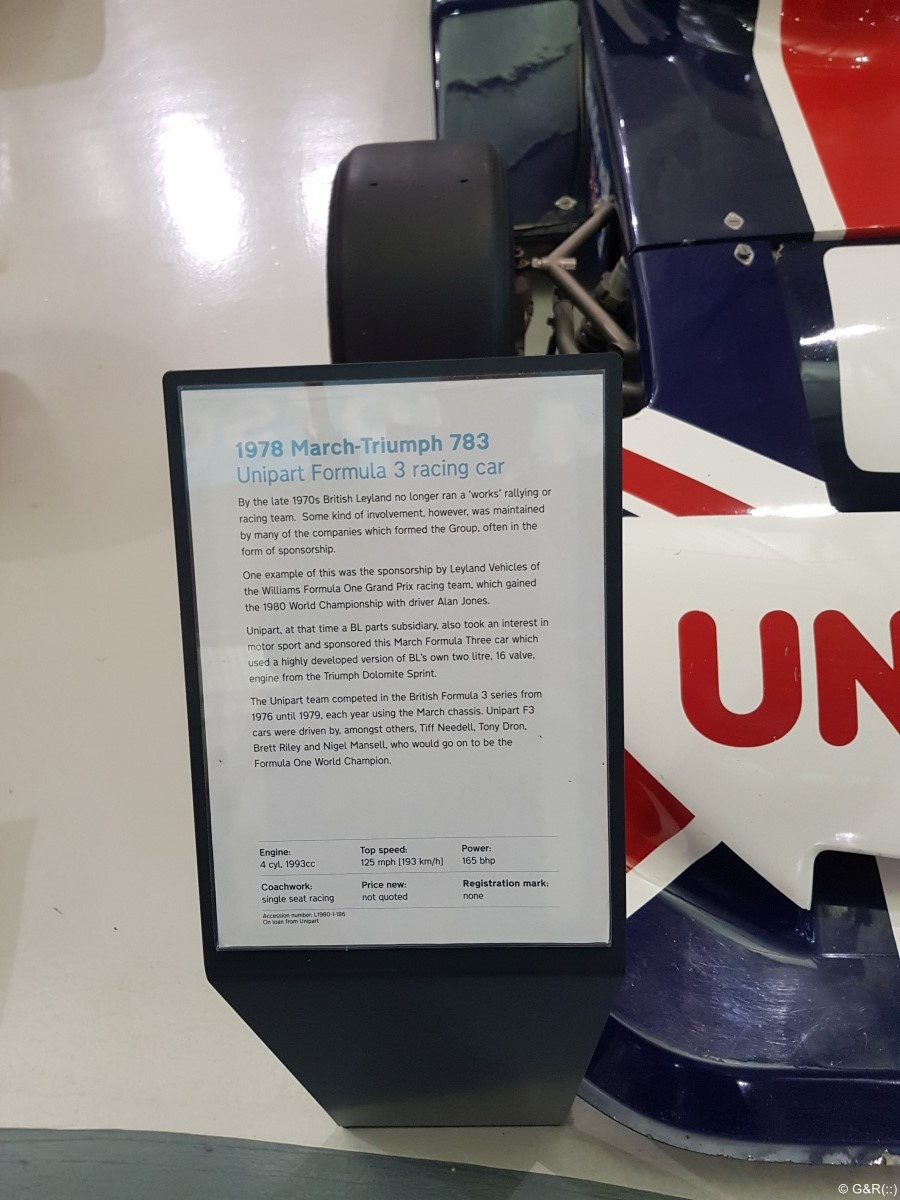 1978 March-Triumph 783
Unipart Formula 3 racing car
By the late 1970s British Leyland no longer ran a 'works' rallying or
racing team. Some kind of involvement, however, was maintained
by many of the companies which formed the Group, often in the
form of sponsorship.
One example of this was the sponsorship by Leyland Vehicles of
the Williams Formula One Grand Prix racing team, which gained
the 1980 World Championship with driver Alan Jones.
Unipart, at that time a BL parts subsidiary, also took an interest in
motor sport and sponsored this March Formula Three car which
used a highly developed version of BL's own two litre, 16 valve,
engine from the Triumph Dolomite Sprint.
The Unipart team competed in the British Formula 3 series from
1976 until 1979, each year using the March chassis. Unipart F3
cars were driven by, amongst others, Tiff Needell, Tony Dron,
Brett Riley and Nigel Mansell, who would go on to be the
Formula One World Champion.
Engine: Top speed: Power:
4 cyl, 1993cc 125 mph [193 km/h] 165 bhp
Coachwork: Price new: Registration mark:
single seat racing not quoted none
Accession number: L1980-1-186
On loan from Unipart
UN
© G&R(::)